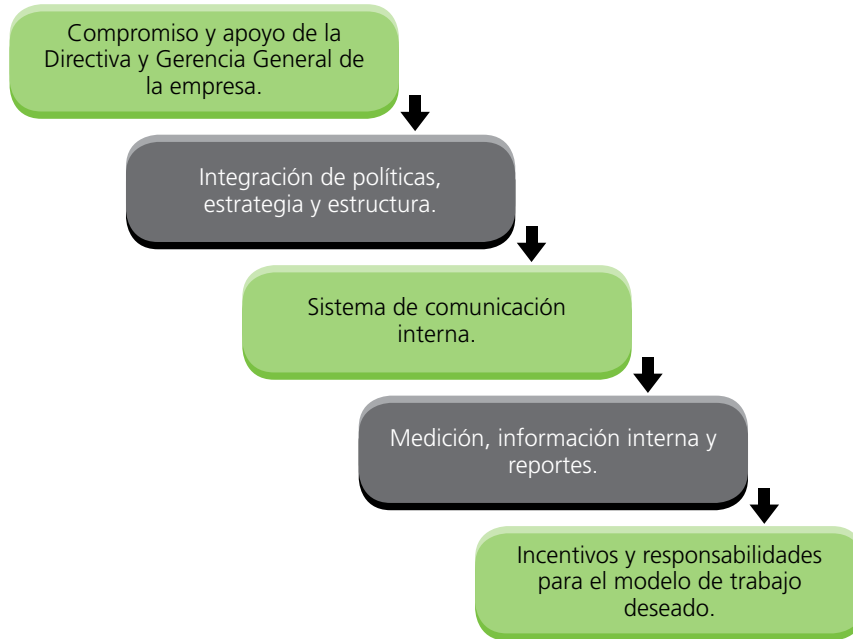 Compromiso y apoyo de la
Directiva y Gerencia General de
la empresa.
Integración de políticas,
estrategia y estructura.
Sistema de comunicación
interna.
Medición, información interna y
reportes.
Incentivos y responsabilidades
para el modelo de trabajo
deseado.